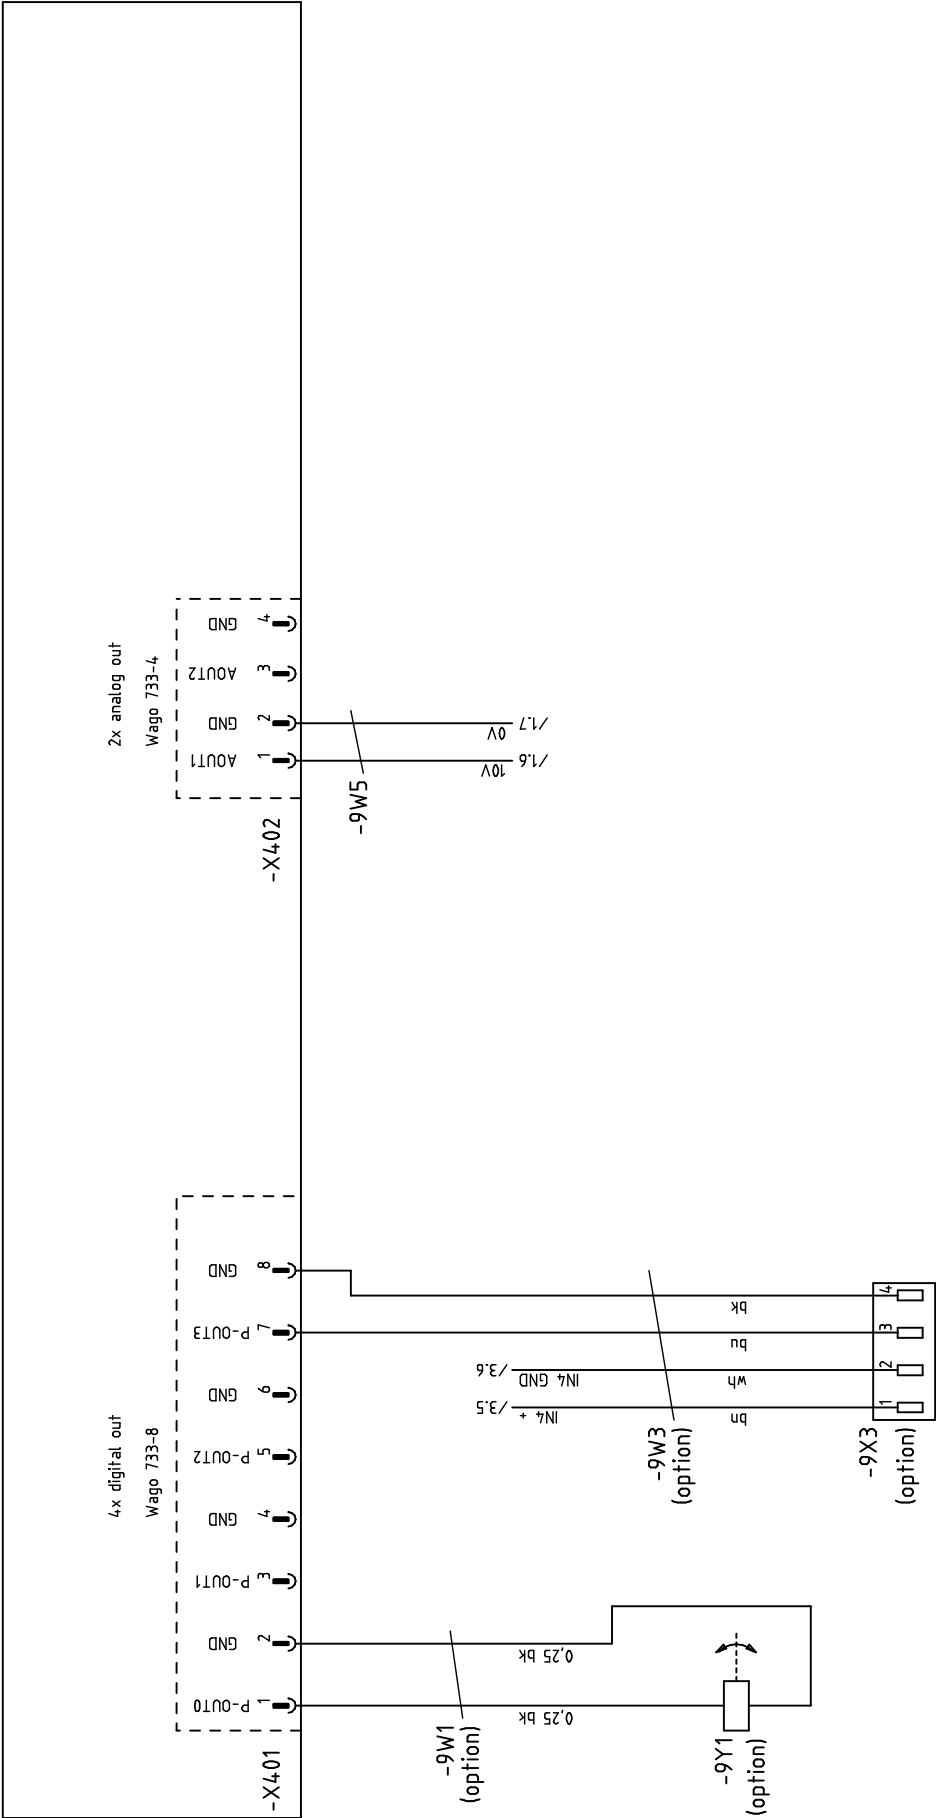 2x analog out
Wago 733-4
AOUT1
GND
AOUT2
GND
1
2
3
4
-X402
-9W5
10V
/1.6
0V
/1.7
4x digital out
Wago 733-8
P-OUT0
GND
P-OUT1
GND
P-OUT2
GND
P-OUT3
GND
1
2
3
4
5
6
7
8
-X401
-9W1
(option)
0,25 bk
0,25 bk
-9Y1
(option)
-9W3
(option)
/3.5
IN4 +
bn
/3.6
IN4 GND
wh
bu
bk
-9X3
(option)
1
2
3
4